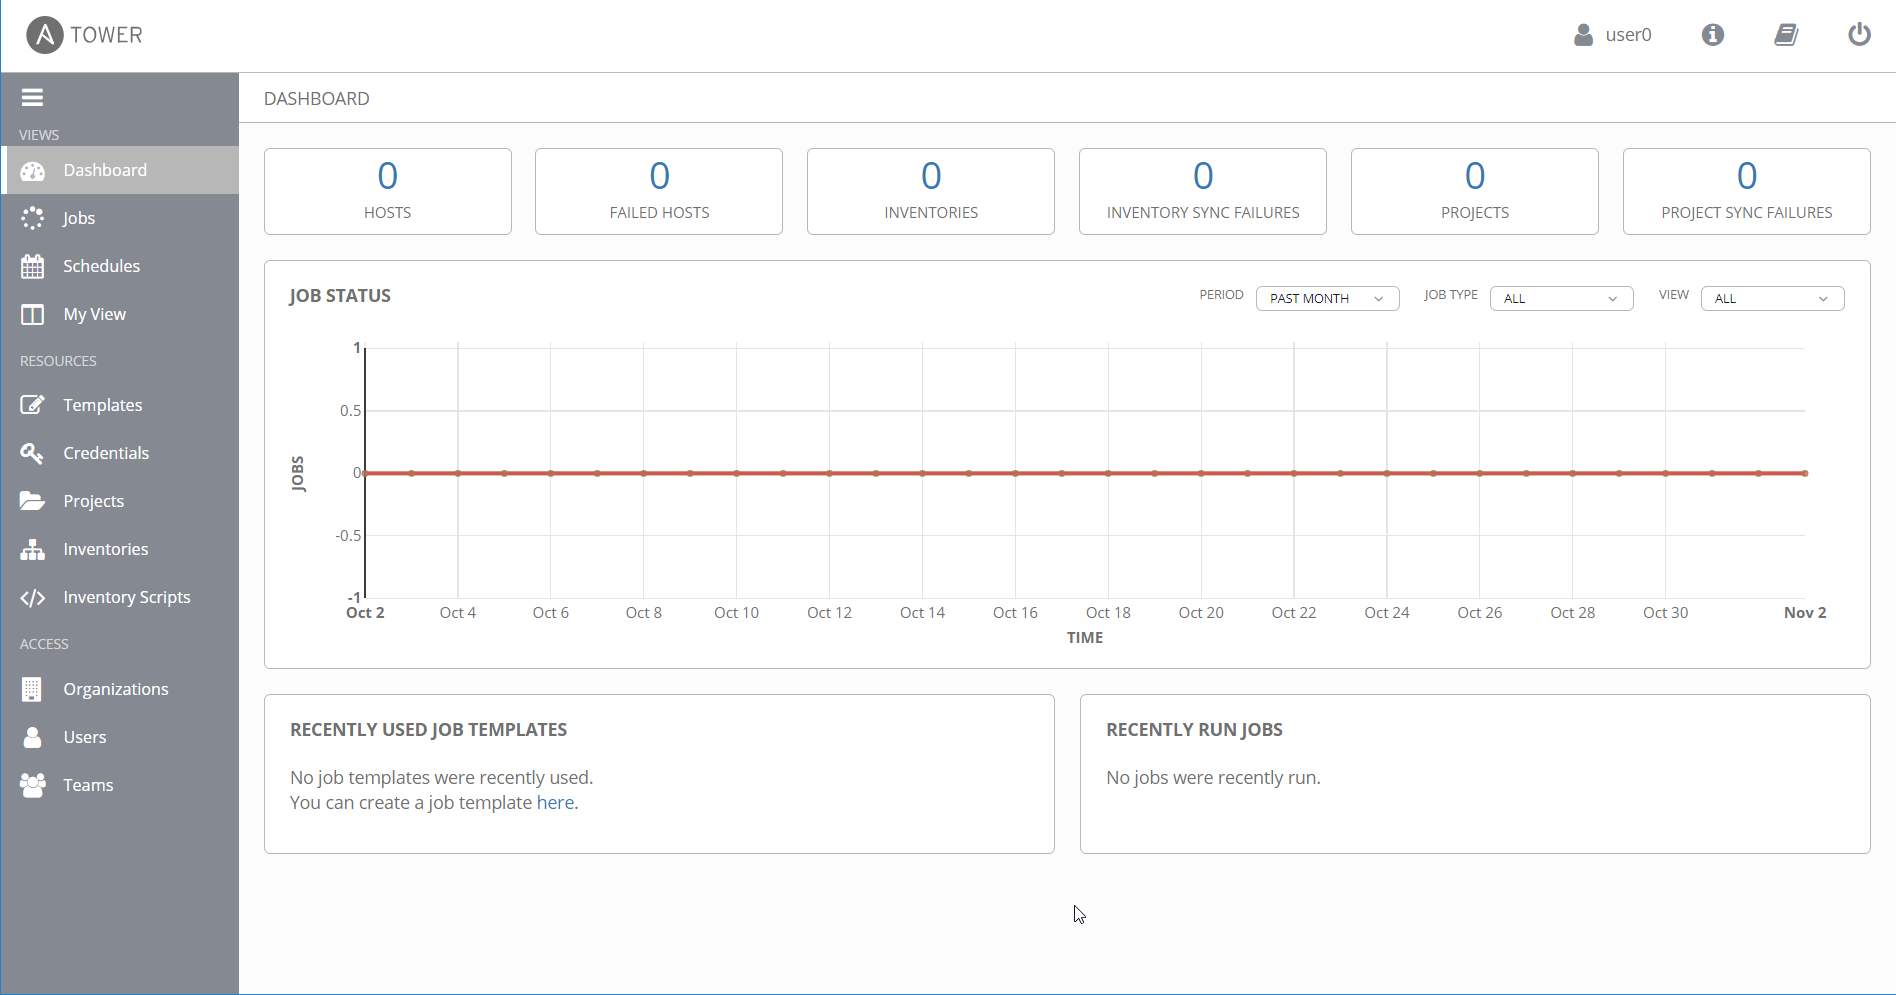 TOWER
user0
VIEWS
Dashboard
Jobs
Schedules
My View
RESOURCES
Templates
Credentials
Projects
Inventories
Inventory Scripts
ACCESS
Organizations
Users
Teams
DASHBOARD
0
HOSTS
0
FAILED HOSTS
0
INVENTORIES
0
INVENTORY SYNC FAILURES
0
PROJECTS
0
PROJECT SYNC FAILURES
JOB STATUS
PERIOD PAST MONTH JOB TYPE ALL VIEW ALL
1
0.5
0
-0.5
-1
JOBS
Oct 2 Oct 4 Oct 6 Oct 8 Oct 10 Oct 12 Oct 14 Oct 16 Oct 18 Oct 20 Oct 22 Oct 24 Oct 26 Oct 28 Oct 30 Nov 2
TIME
RECENTLY USED JOB TEMPLATES
No job templates were recently used.
You can create a job template here.
RECENTLY RUN JOBS
No jobs were recently run.